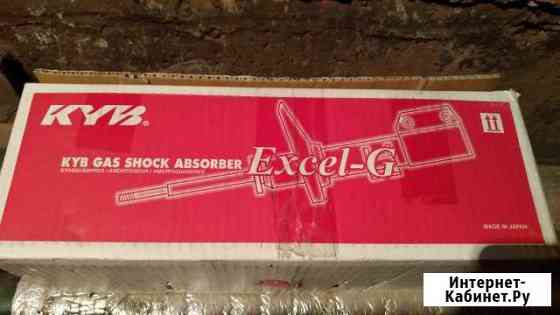 KYB®
KYB GAS SHOCK ABSORBER Excel-G
MADE IN JAPAN
Интернет-
Кабинет.Ру